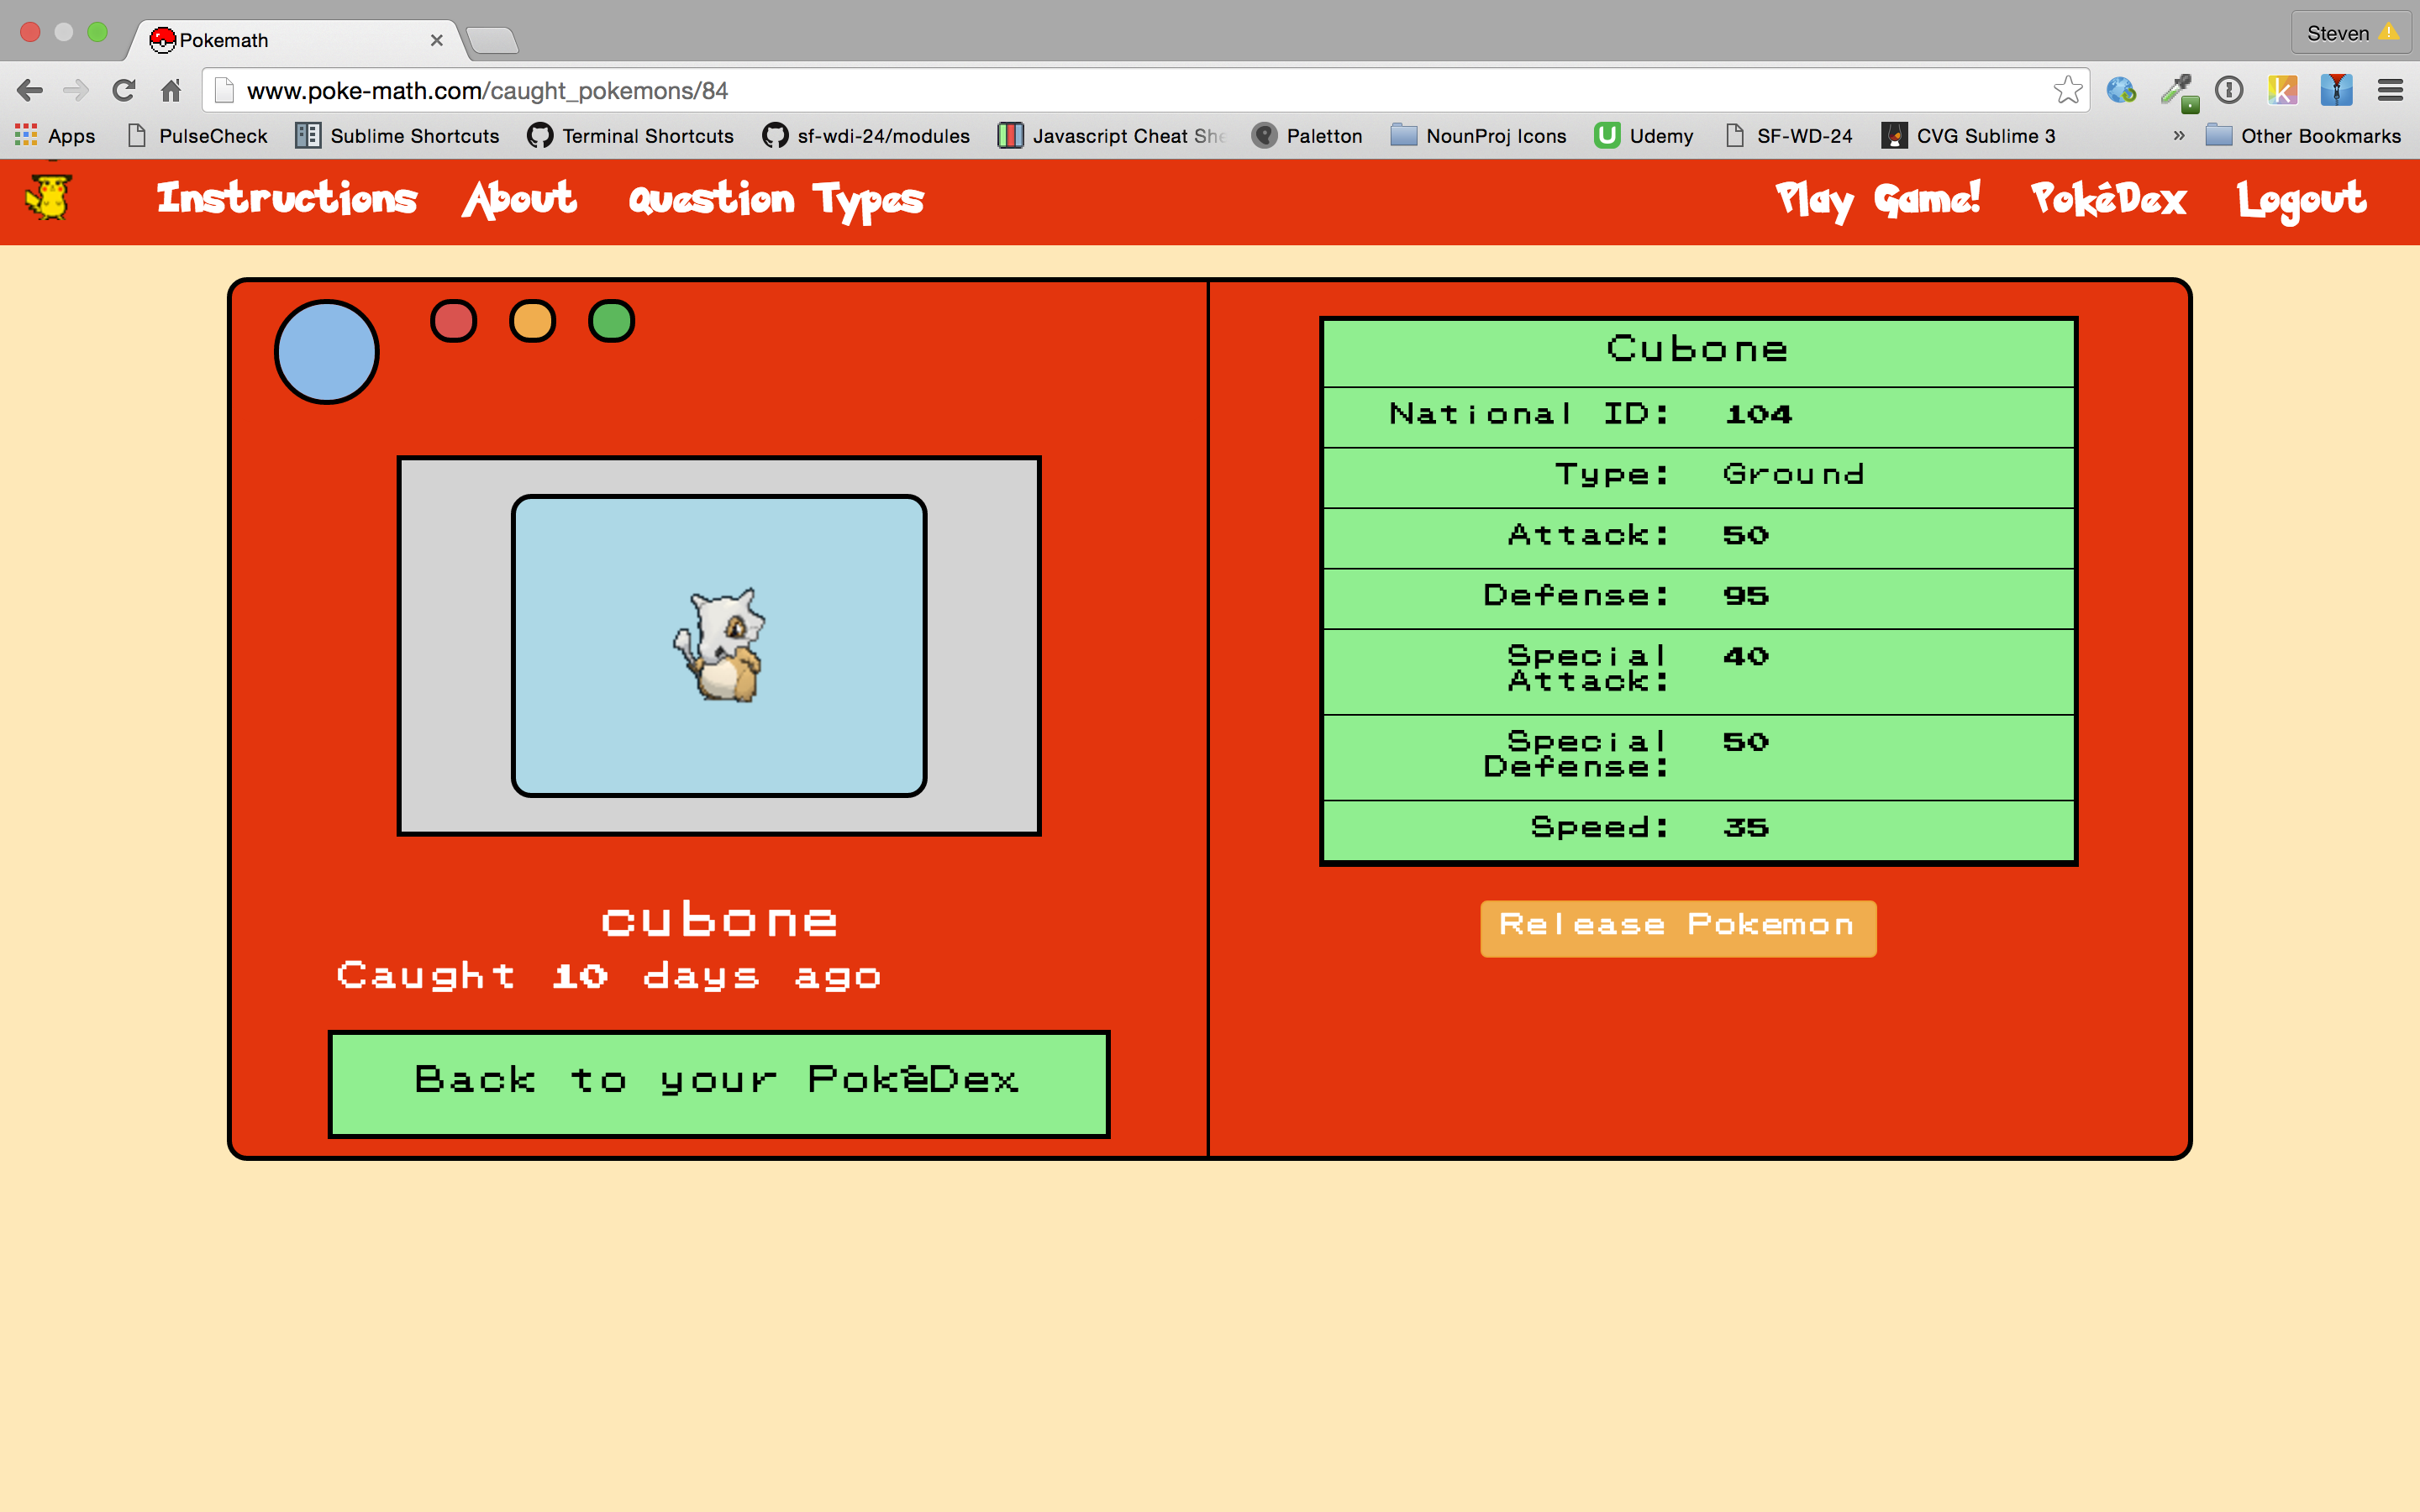 Pokemath
Steven
www.poke-math.com/caught_pokemons/84
Apps PulseCheck Sublime Shortcuts Terminal Shortcuts sf-wdi-24/modules Javascript Cheat She Paletton NounProj Icons Udemy SF-WD-24 CVG Sublime 3 » Other Bookmarks
Instructions About Question Types Play Game! PokéDex Logout
Cubone
National ID: 104
Type: Ground
Attack: 50
Defense: 95
Special Attack: 40
Special Defense: 50
Speed: 35
Release Pokemon
cubone
Caught 10 days ago
Back to your PokéDex